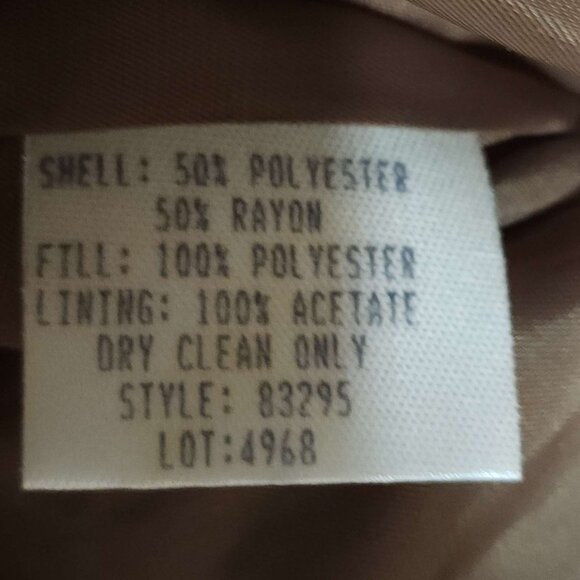 SHELL: 50% POLYESTER
50% RAYON
FILL: 100% POLYESTER
LINING: 100% ACETATE
DRY CLEAN ONLY
STYLE: 83295
LOT:4968